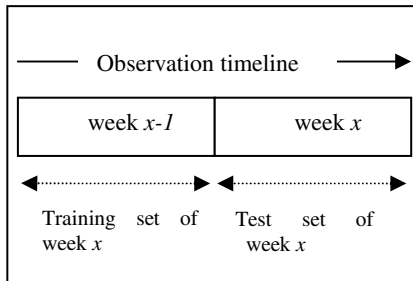 Observation timeline
week x-1 week x
Training set of Test set of
week x week x